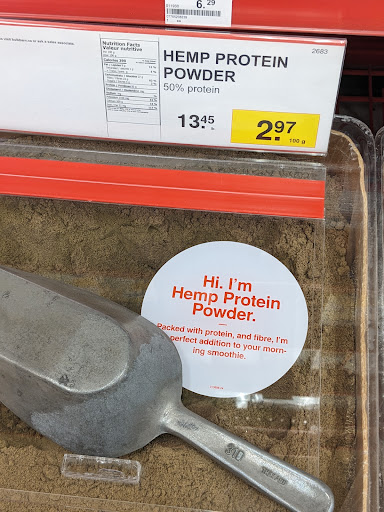 6.29
Nutrition Facts
Valeur nutritive
HEMP PROTEIN
POWDER
2683
50% protein
13.45
lb
2.97
100 g
Hi. I'm
Hemp Protein
Powder.
Packed with protein, and fibre, I'm
perfect addition to your morn-
ing smoothie.